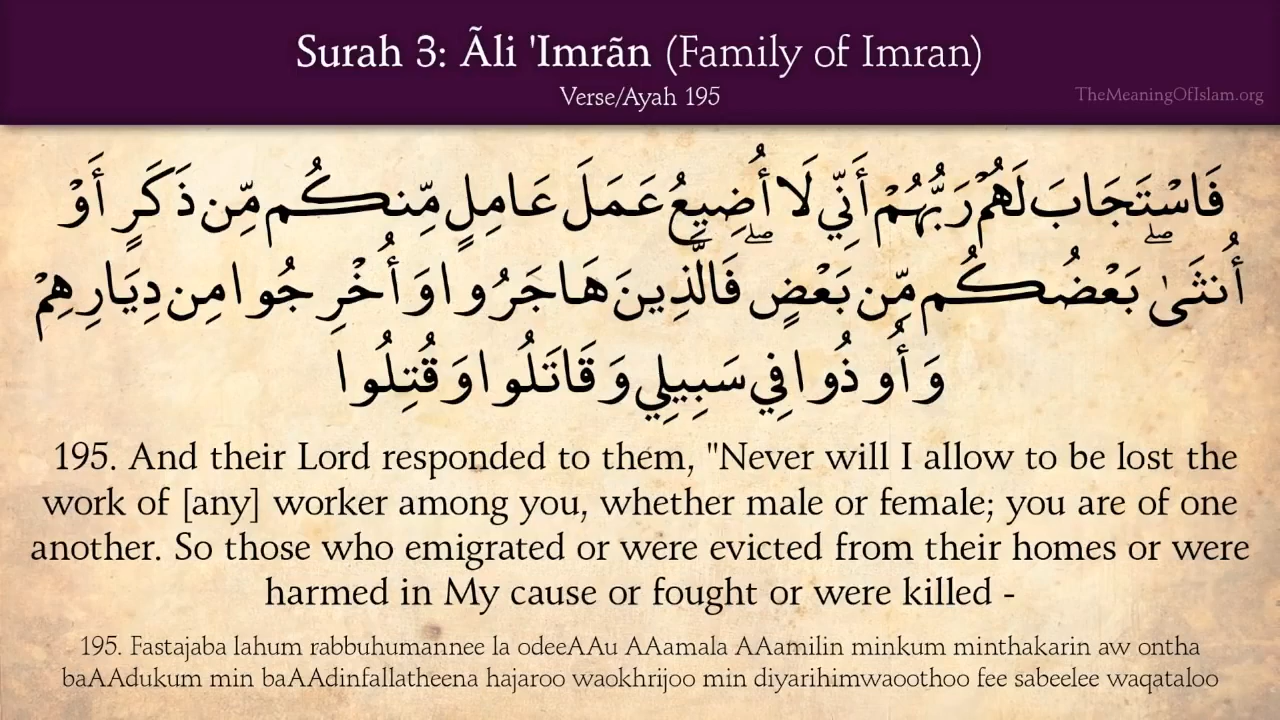 Surah 3: Ãli 'Imrãn (Family of Imran)
Verse/Ayah 195
TheMeaningOfIslam.org
فَاسْتَجَابَ لَهُمْ رَبُّهُمْ أَنِّي لَا أُضِيعُ عَمَلَ عَامِلٍ مِّنكُم مِّن ذَكَرٍ أَوْ
أُنثَىٰ ۖ بَعْضُكُم مِّن بَعْضٍ ۖ فَالَّذِينَ هَاجَرُوا وَأُخْرِجُوا مِن دِيَارِهِمْ
وَأُوذُوا فِي سَبِيلِي وَقَاتَلُوا وَقُتِلُوا
195. And their Lord responded to them, "Never will I allow to be lost the
work of [any] worker among you, whether male or female; you are of one
another. So those who emigrated or were evicted from their homes or were
harmed in My cause or fought or were killed -
195. Fastajaba lahum rabbuhumannee la odeeAAu AAamala AAamilin minkum minthakarin aw ontha
baAAdukum min baAAdinfallatheena hajaroo waokhrijoo min diyarihimwaoothoo fee sabeelee waqataloo